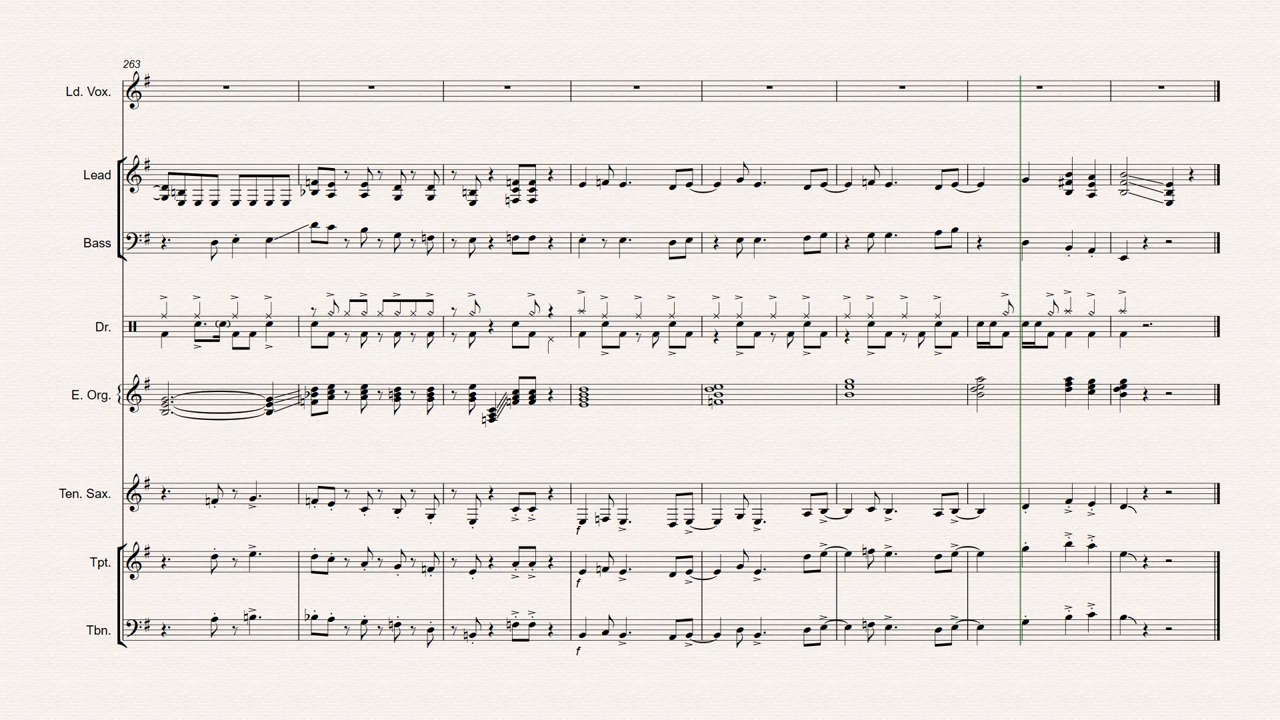 263
Ld. Vox.
Lead
Bass
Dr.
E. Org.
Ten. Sax.
f
Tpt.
f
Tbn.
f